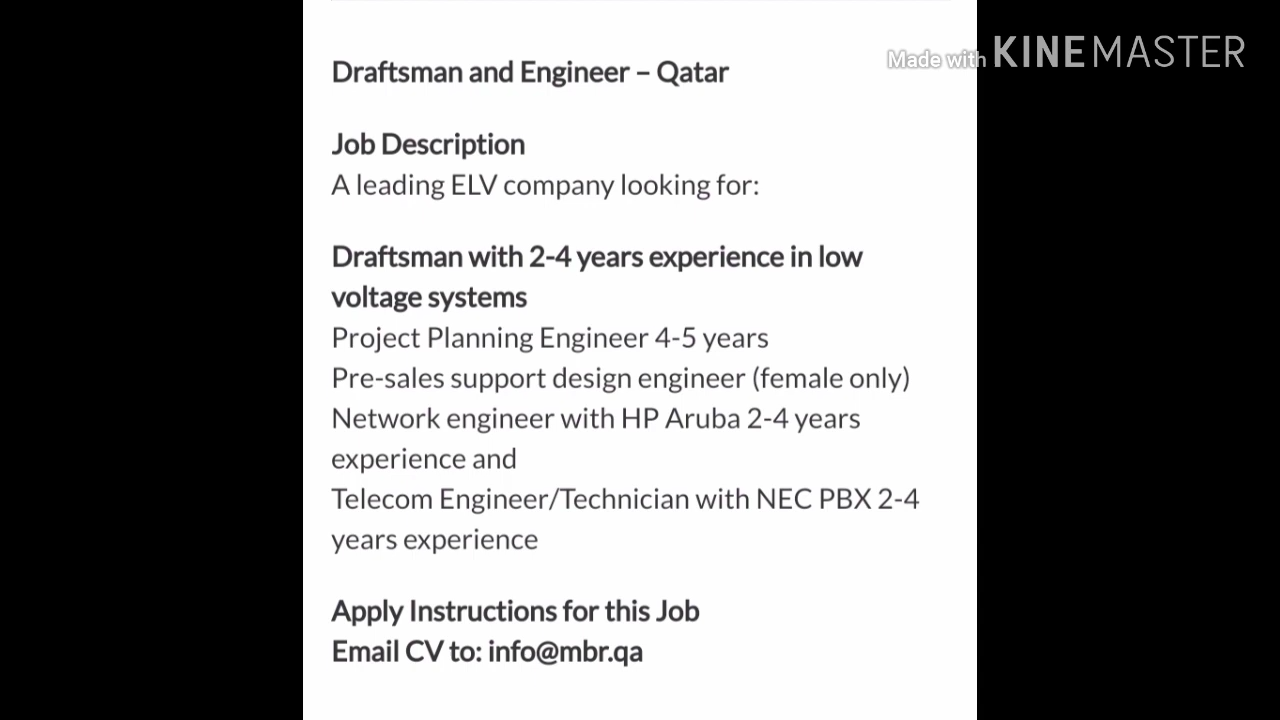 Made with KINEMASTER
Draftsman and Engineer – Qatar
Job Description
A leading ELV company looking for:
Draftsman with 2-4 years experience in low
voltage systems
Project Planning Engineer 4-5 years
Pre-sales support design engineer (female only)
Network engineer with HP Aruba 2-4 years
experience and
Telecom Engineer/Technician with NEC PBX 2-4
years experience
Apply Instructions for this Job
Email CV to: info@mbr.qa